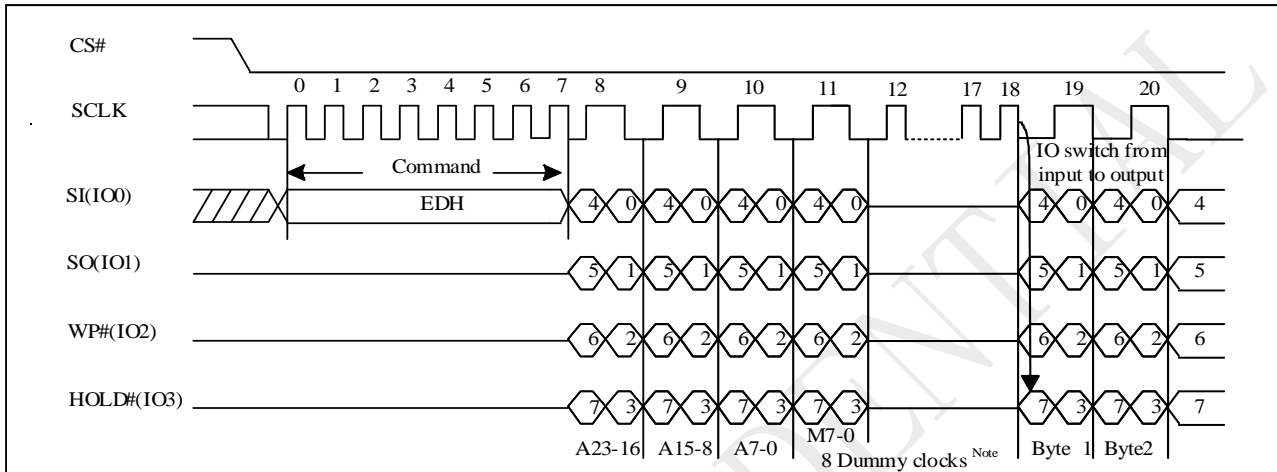 CS#
0 1 2 3 4 5 6 7 8 9 10 11 12 17 18 19 20
SCLK
Command
IO switch from
input to output
SI(IO0) EDH 4 0 4 0 4 0 4 0 4 0 4 0 4
SO(IO1) 5 1 5 1 5 1 5 1 5 1 5 1 5
WP#(IO2) 6 2 6 2 6 2 6 2 6 2 6 2 6
HOLD#(IO3) 7 3 7 3 7 3 7 3 7 3 7 3 7
A23-16 A15-8 A7-0 M7-0 Byte 1 Byte2
8 Dummy clocks Note
DENTIAL